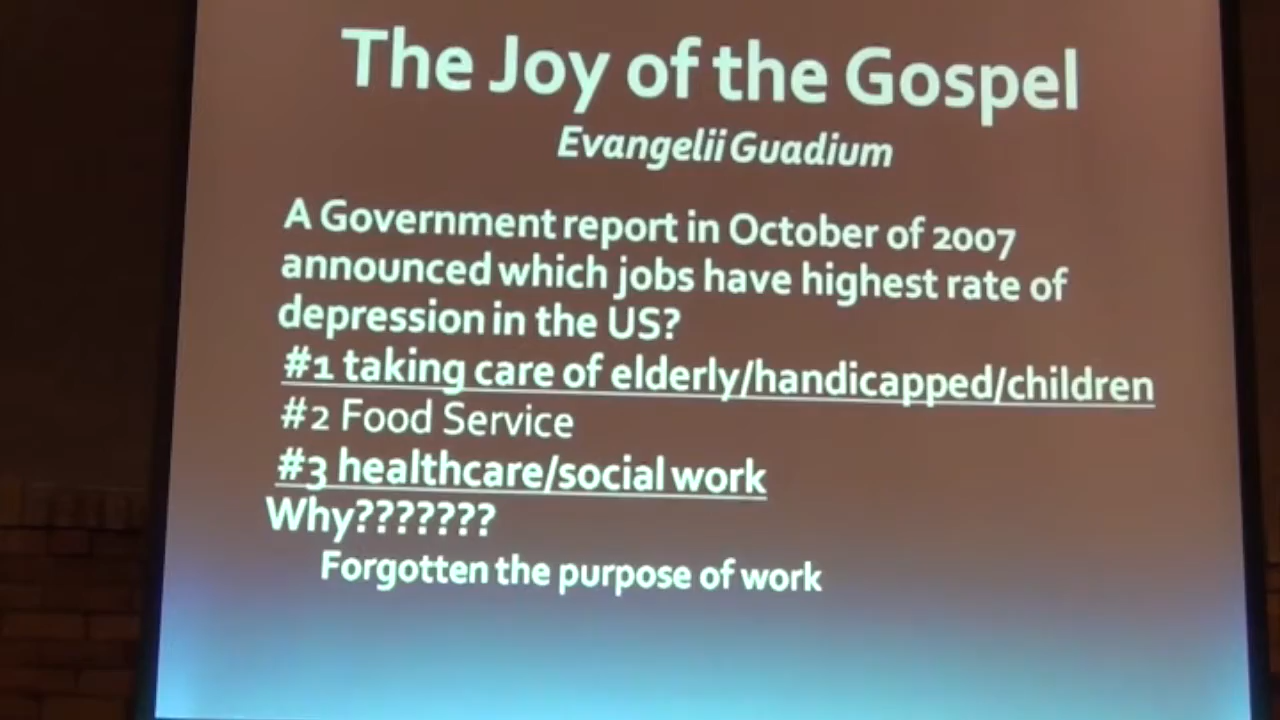 The Joy of the Gospel
Evangelii Guadium
A Government report in October of 2007
announced which jobs have highest rate of
depression in the US?
#1 taking care of elderly/handicapped/children
#2 Food Service
#3 healthcare/social work
Why???????
Forgotten the purpose of work